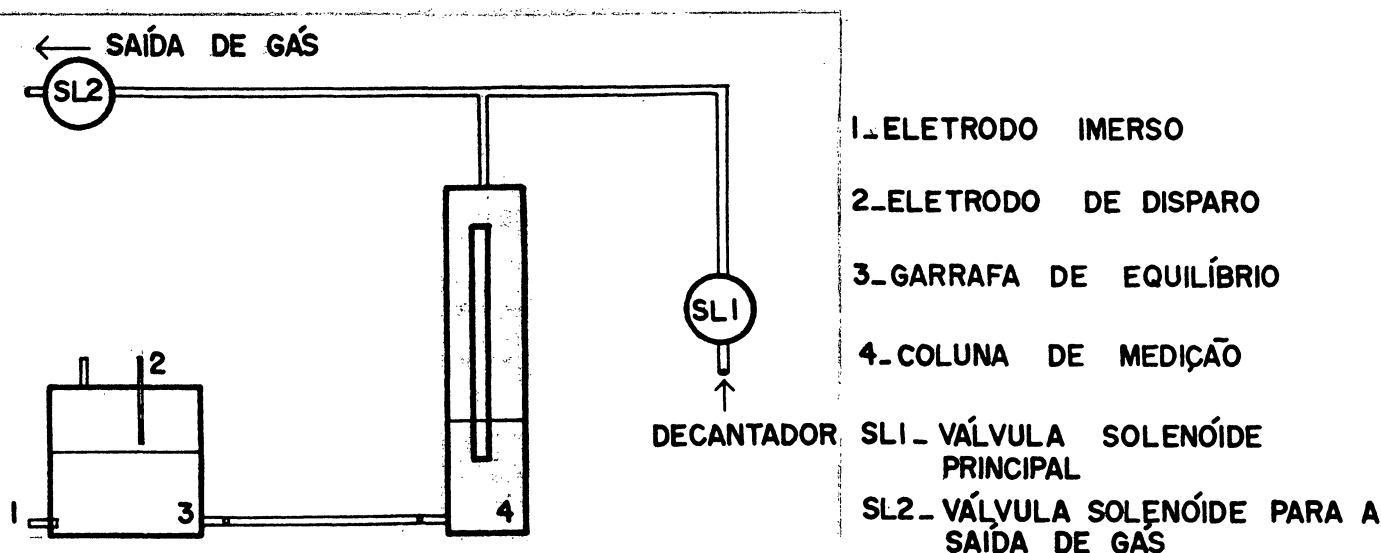 ← SAÍDA DE GÁS
SL2
SL1
2
1
3
4
DECANTADOR
1_ELETRODO IMERSO
2_ELETRODO DE DISPARO
3_GARRAFA DE EQUILÍBRIO
4_COLUNA DE MEDIÇÃO
SL1_ VÁLVULA SOLENÓIDE
PRINCIPAL
SL2_ VÁLVULA SOLENÓIDE PARA A
SAÍDA DE GÁS